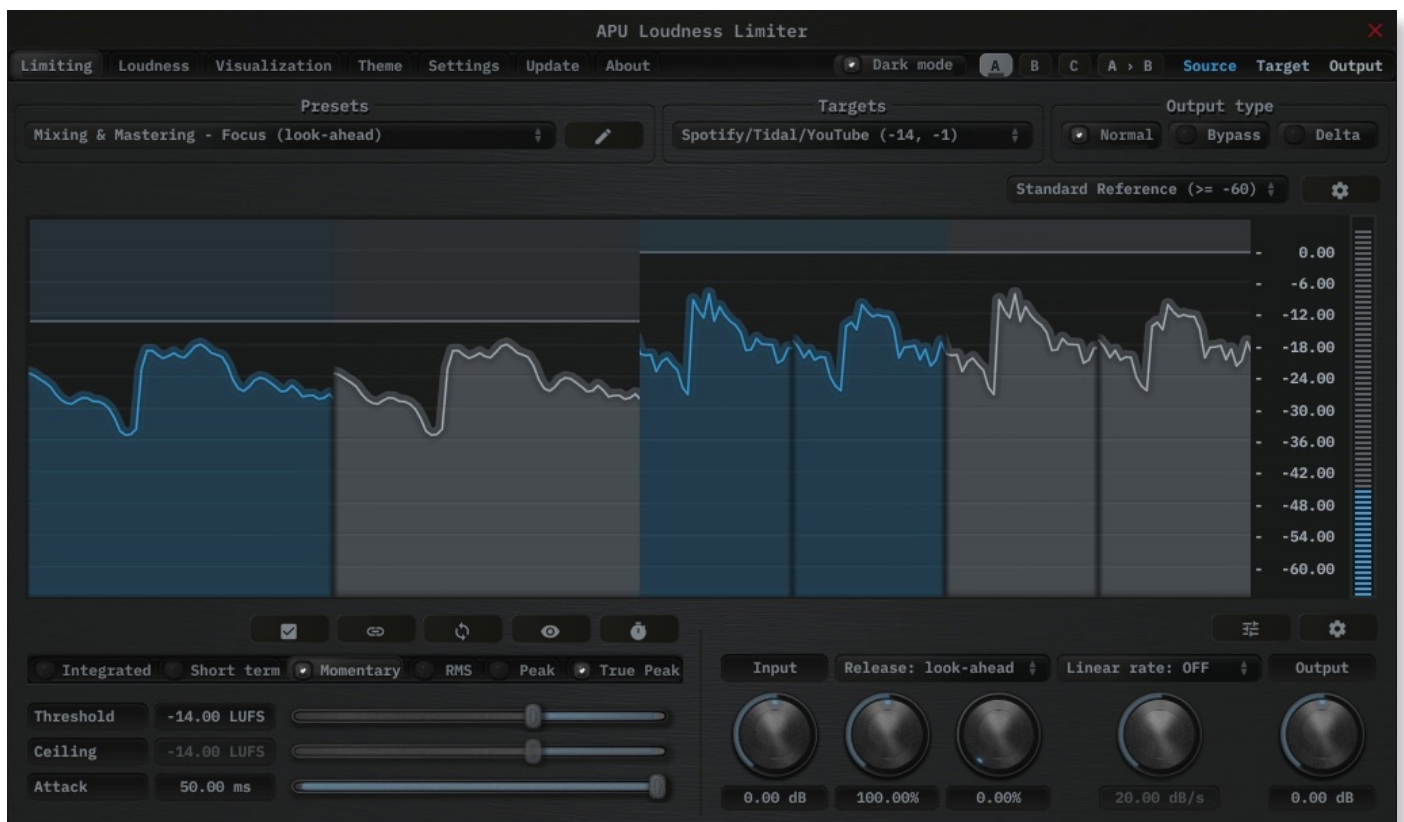 APU Loudness Limiter
Limiting Loudness Visualization Theme Settings Update About Dark mode A B C A › B Source Target Output
Presets Targets Output type
Mixing & Mastering - Focus (look-ahead) Spotify/Tidal/YouTube (-14, -1) Normal Bypass Delta
Standard Reference (>= -60)
- 0.00
- -6.00
- -12.00
- -18.00
- -24.00
- -30.00
- -36.00
- -42.00
- -48.00
- -54.00
- -60.00
Integrated Short term Momentary RMS Peak True Peak Input Release: look-ahead Linear rate: OFF Output
Threshold -14.00 LUFS
Ceiling -14.00 LUFS
Attack 50.00 ms
0.00 dB 100.00% 0.00% 20.00 dB/s 0.00 dB